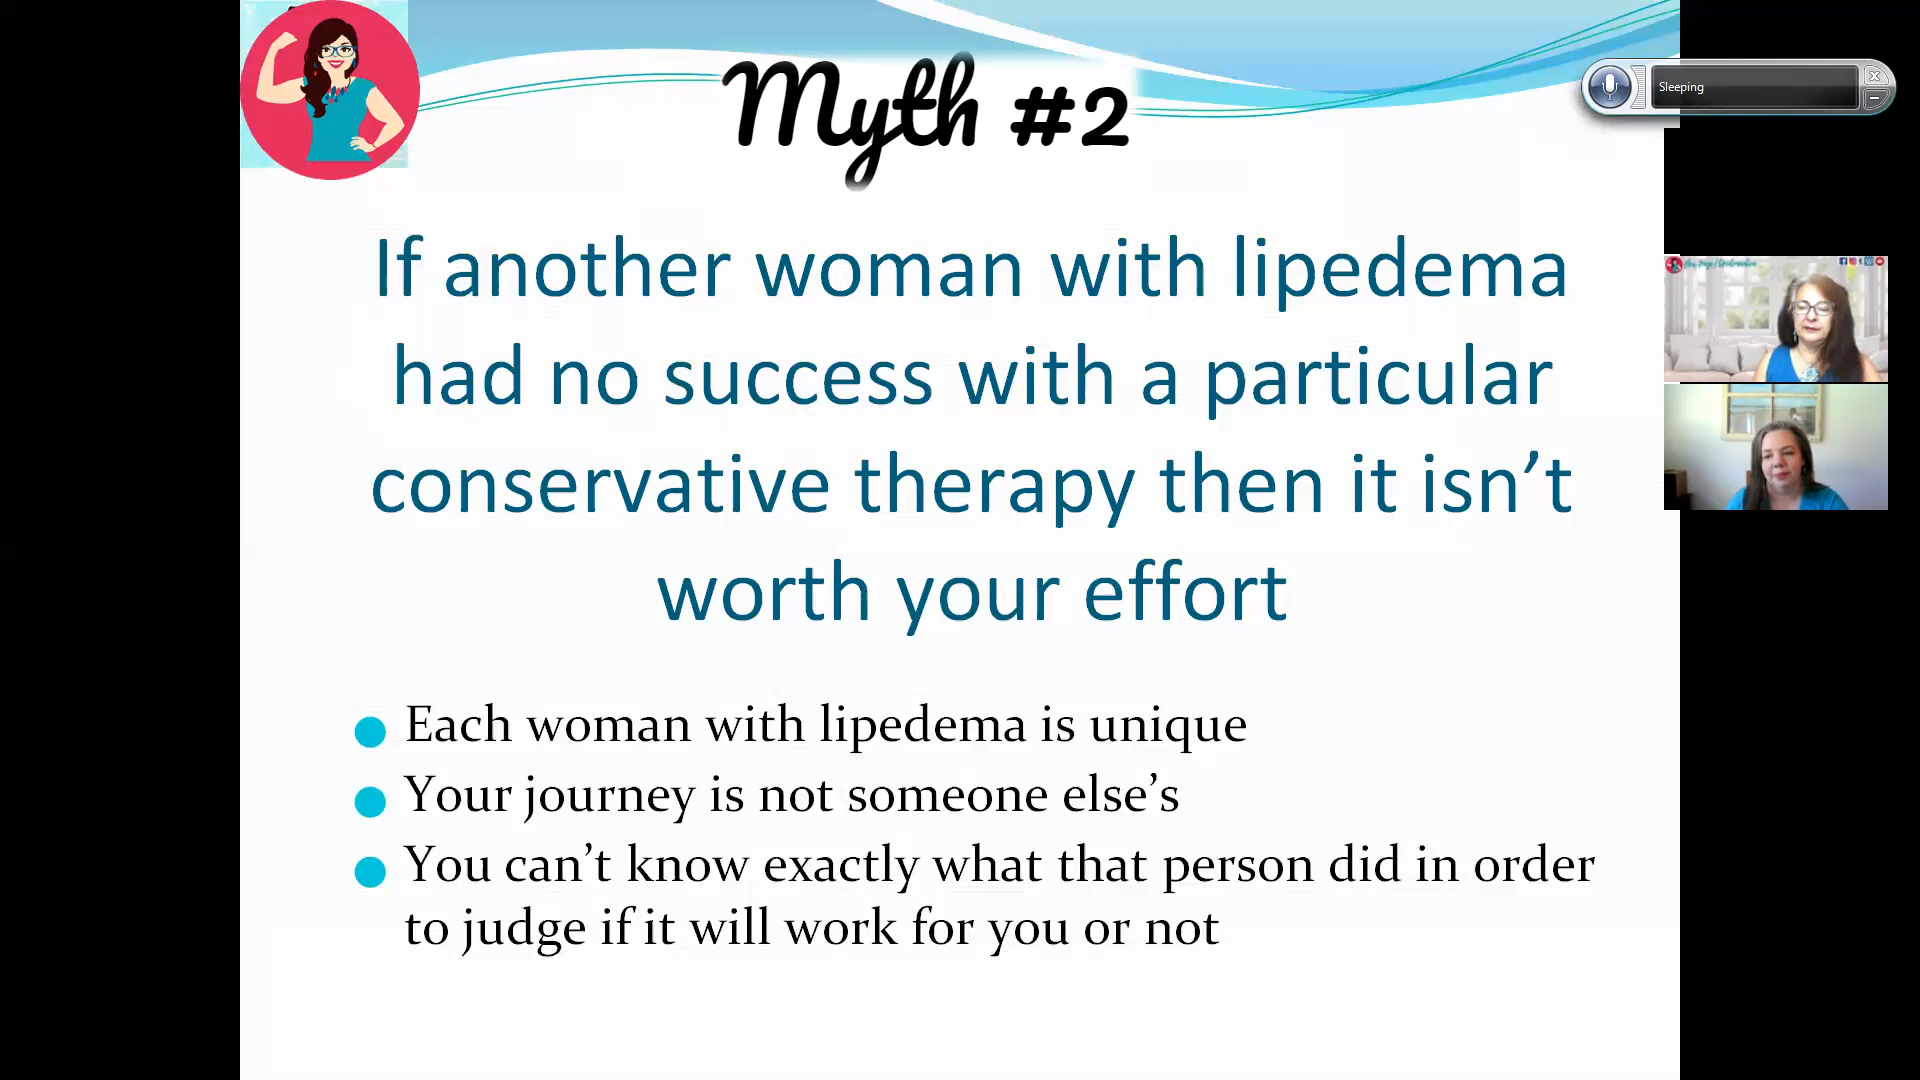 Myth #2
Sleeping
If another woman with lipedema
had no success with a particular
conservative therapy then it isn’t
worth your effort
Each woman with lipedema is unique
Your journey is not someone else’s
You can’t know exactly what that person did in order
to judge if it will work for you or not